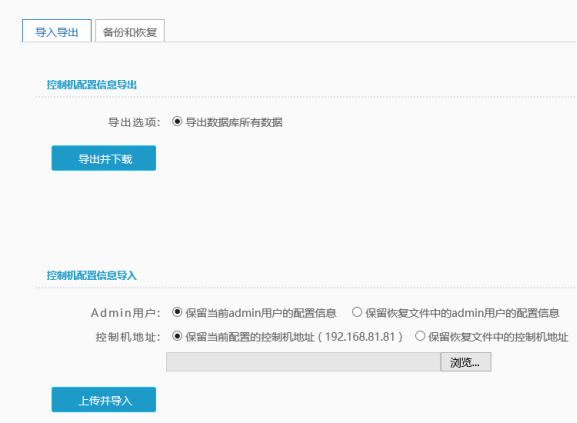 导入导出 备份和恢复
控制机配置信息导出
导出选项: 导出数据库所有数据
导出并下载
控制机配置信息导入
Admin用户: 保留当前admin用户的配置信息 保留恢复文件中的admin用户的配置信息
控制机地址: 保留当前配置的控制机地址 ( 192.168.81.81 ) 保留恢复文件中的控制机地址
浏览...
上传并导入